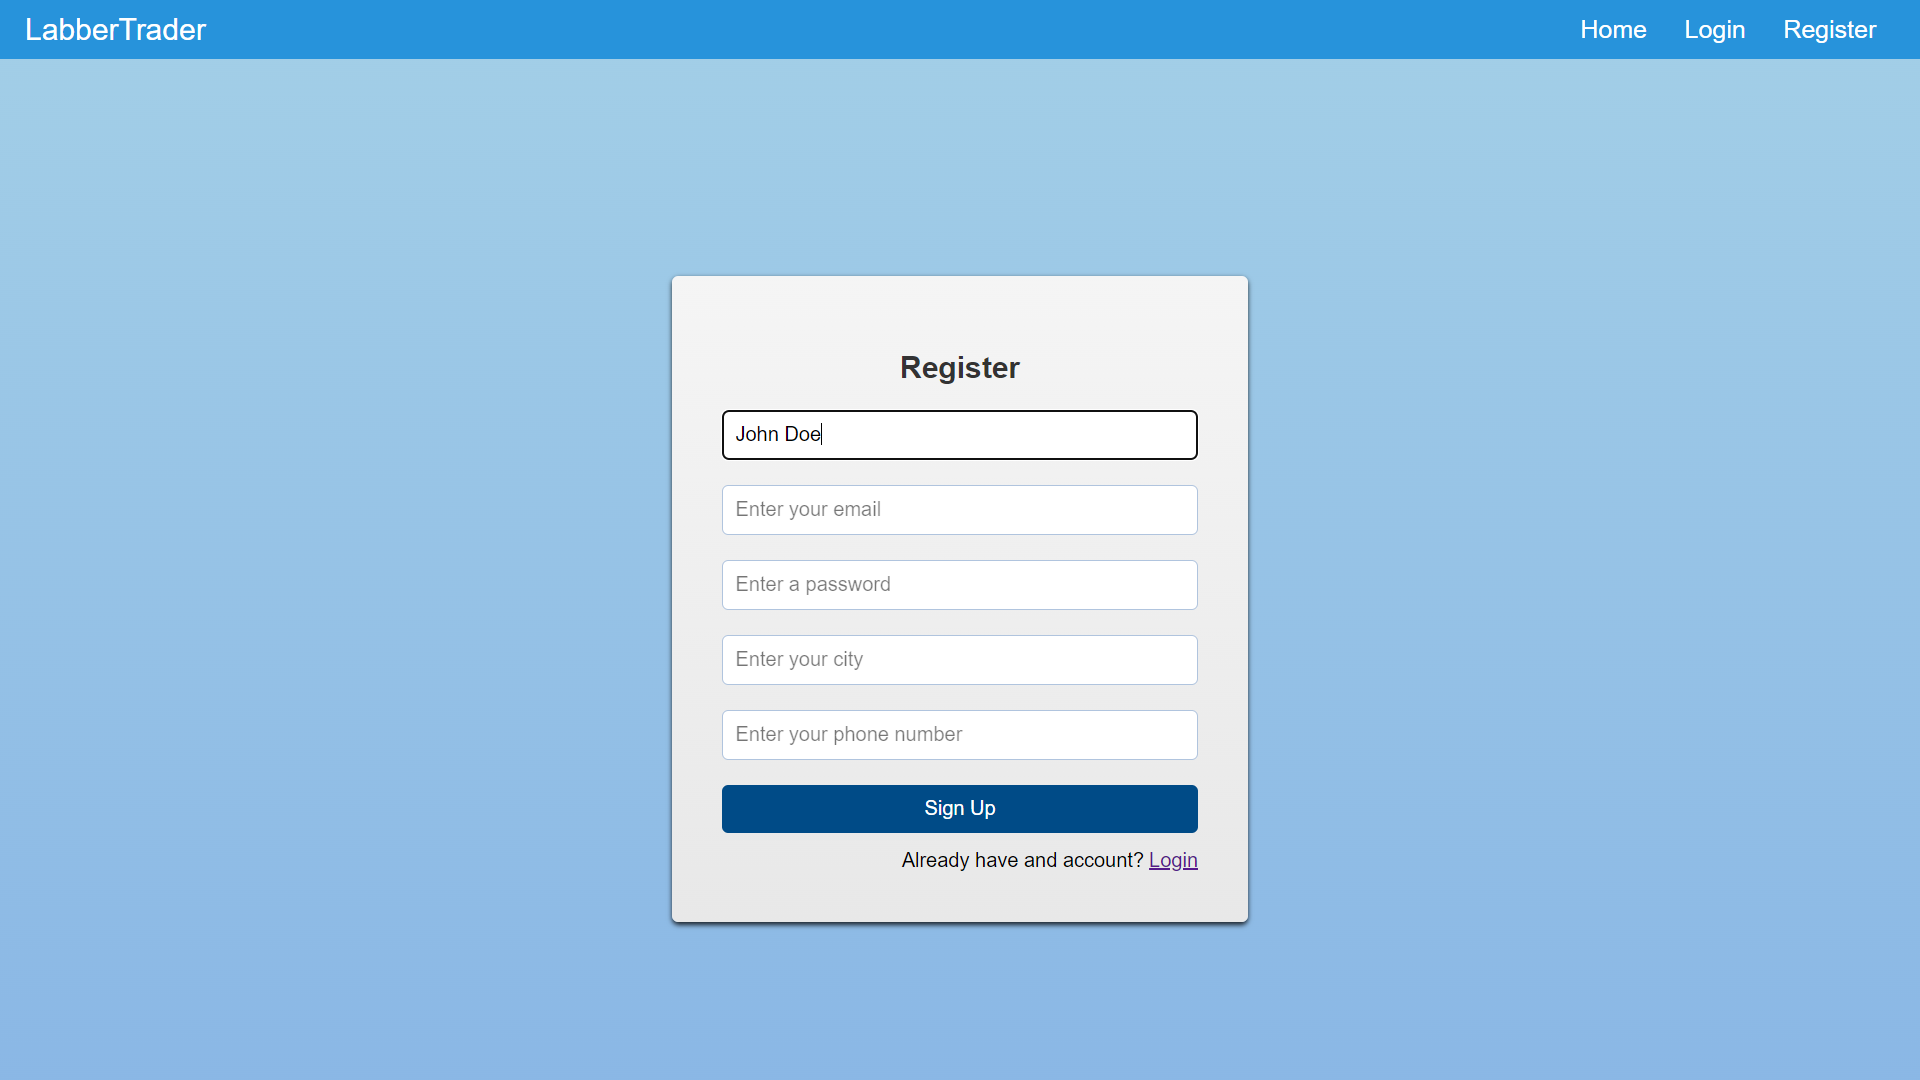 LabberTrader
Home Login Register
Register
John Doe
Enter your email
Enter a password
Enter your city
Enter your phone number
Sign Up
Already have and account? Login